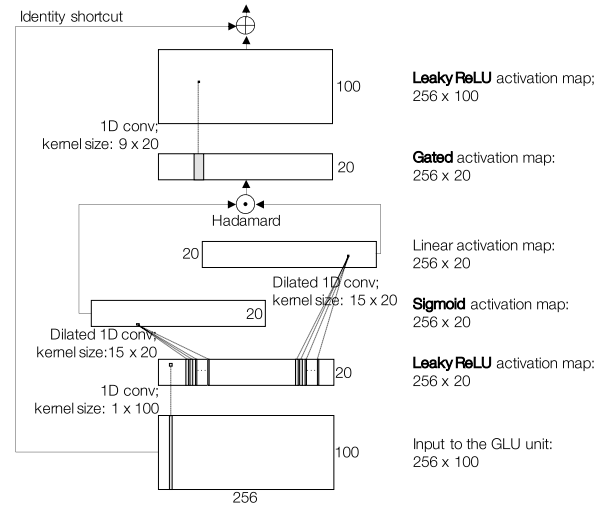 Identity shortcut
100
Leaky ReLU activation map;
256 x 100
1D conv;
kernel size: 9 x 20
20
Gated activation map:
256 x 20
Hadamard
20
Linear activation map:
256 x 20
Dilated 1D conv;
kernel size: 15 x 20
20
Sigmoid activation map:
256 x 20
Dilated 1D conv;
kernel size:15 x 20
20
Leaky ReLU activation map:
256 x 20
1D conv;
kernel size: 1 x 100
100
Input to the GLU unit:
256 x 100
256